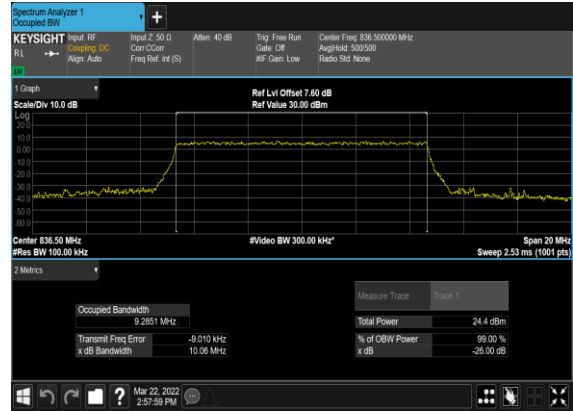 Spectrum Analyzer 1
Occupied BW
KEYSIGHT
RL
Input: RF
Coupling: DC
Align: Auto
Input Z: 50 Ω
Corr CCorr
Freq Ref: Int (S)
Atten: 40 dB
Trig: Free Run
Gate: Off
#IF Gain: Low
Center Freq: 836.500000 MHz
Avg|Hold: 500/500
Radio Std: None
1 Graph
Scale/Div 10.0 dB
Ref Lvl Offset 7.60 dB
Ref Value 30.00 dBm
Log
20.0
10.0
0.00
-10.0
-20.0
-30.0
-40.0
-50.0
-60.0
Center 836.50 MHz
#Res BW 100.00 kHz
#Video BW 300.00 kHz*
Span 20 MHz
Sweep 2.53 ms (1001 pts)
2 Metrics
Measure Trace Trace 1
Occupied Bandwidth
9.2851 MHz
Total Power 24.4 dBm
Transmit Freq Error -9.010 kHz
% of OBW Power 99.00 %
x dB Bandwidth 10.06 MHz
x dB -26.00 dB
Mar 22, 2022
2:57:59 PM